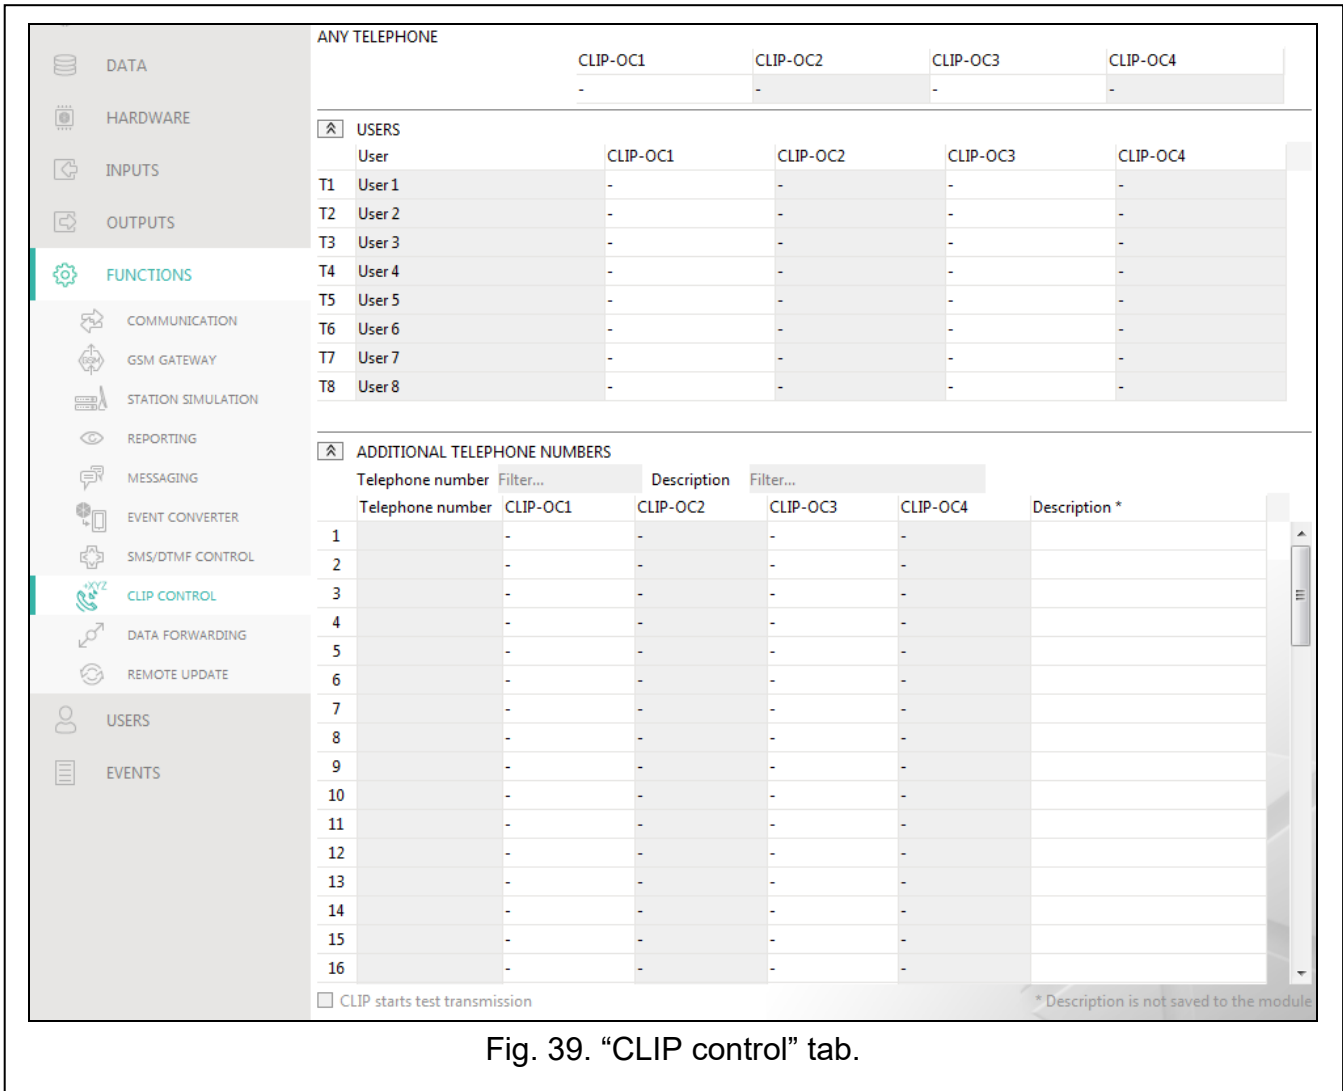 DATA
HARDWARE
INPUTS
OUTPUTS
FUNCTIONS
COMMUNICATION
GSM
GSM GATEWAY
STATION SIMULATION
REPORTING
MESSAGING
EVENT CONVERTER
SMS/DTMF CONTROL
+XYZ
CLIP CONTROL
DATA FORWARDING
REMOTE UPDATE
USERS
EVENTS
ANY TELEPHONE
CLIP-OC1 CLIP-OC2 CLIP-OC3 CLIP-OC4
- - - -
USERS
User CLIP-OC1 CLIP-OC2 CLIP-OC3 CLIP-OC4
T1 User 1 - - - -
T2 User 2 - - - -
T3 User 3 - - - -
T4 User 4 - - - -
T5 User 5 - - - -
T6 User 6 - - - -
T7 User 7 - - - -
T8 User 8 - - - -
ADDITIONAL TELEPHONE NUMBERS
Telephone number Filter... Description Filter...
Telephone number CLIP-OC1 CLIP-OC2 CLIP-OC3 CLIP-OC4 Description *
1 - - - -
2 - - - -
3 - - - -
4 - - - -
5 - - - -
6 - - - -
7 - - - -
8 - - - -
9 - - - -
10 - - - -
11 - - - -
12 - - - -
13 - - - -
14 - - - -
15 - - - -
16 - - - -
CLIP starts test transmission * Description is not saved to the module
Fig. 39. “CLIP control” tab.